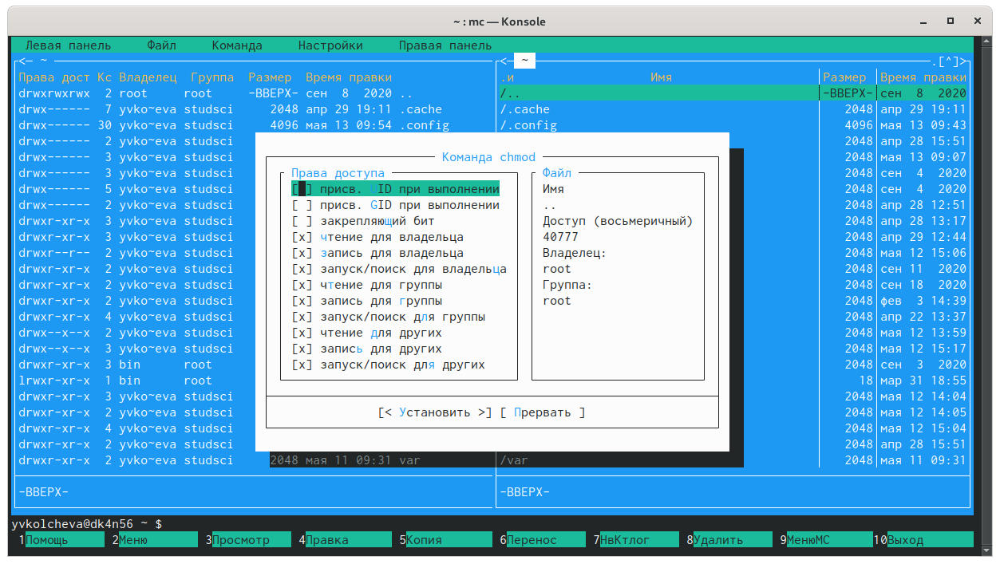 ~ : mc — Konsole
Левая панель Файл Команда Настройки Правая панель
<— ~ <— ~ .[^]>
Права дост Кс Владелец Группа Размер Время правки .и Имя Размер Время правки
drwxrwxrwx 2 root root -ВВЕРХ- сен 8 2020 .. /.. -ВВЕРХ- сен 8 2020
drwx------ 7 yvko~eva studsci 2048 апр 29 19:11 .cache /.cache 2048 апр 29 19:11
drwx------ 30 yvko~eva studsci 4096 мая 13 09:54 .config /.config 4096 мая 13 09:43
drwx------ 2 yvko~eva studsci 2048 апр 28 15:51
drwx------ 3 yvko~eva studsci Команда chmod 2048 мая 13 09:07
drwx------ 3 yvko~eva studsci Права доступа Файл 2048 сен 4 2020
drwx------ 5 yvko~eva studsci [ ] присв. ID при выполнении Имя 2048 сен 4 2020
drwx------ 2 yvko~eva studsci [ ] присв. GID при выполнении .. 2048 апр 28 12:51
drwxr-xr-x 3 yvko~eva studsci [ ] закрепляющий бит Доступ (восьмеричный) 2048 апр 28 13:17
drwx------ 2 yvko~eva studsci [x] чтение для владельца 40777 2048 апр 29 12:44
drwxr--r-- 2 yvko~eva studsci [x] запись для владельца Владелец: 2048 мая 12 15:06
drwxr-xr-x 2 yvko~eva studsci [x] запуск/поиск для владельца root 2048 сен 11 2020
drwxr-xr-x 2 yvko~eva studsci [x] чтение для группы Группа: 2048 сен 18 2020
drwxr-xr-x 2 yvko~eva studsci [x] запись для группы root 2048 фев 3 14:39
drwxr-xr-x 4 yvko~eva studsci [x] запуск/поиск для группы 2048 апр 22 13:37
drwx--x--x 2 yvko~eva studsci [x] чтение для других 2048 мая 12 13:59
drwx--x--x 3 yvko~eva studsci [x] запись для других 2048 мая 12 15:17
drwxr-xr-x 3 bin root [x] запуск/поиск для других 2048 сен 3 2020
lrwxr-xr-x 1 bin root 18 мар 31 18:55
drwxr-xr-x 3 yvko~eva studsci 2048 мая 12 14:04
drwxr-xr-x 2 yvko~eva studsci [< Установить >] [ Прервать ] 2048 мая 12 14:05
drwxr-xr-x 4 yvko~eva studsci 2048 мая 12 15:04
drwxr-xr-x 2 yvko~eva studsci 2048 апр 28 15:51
drwxr-xr-x 2 yvko~eva studsci 2048 мая 11 09:31 var /var 2048 мая 11 09:31
-ВВЕРХ- -ВВЕРХ-
yvkolcheva@dk4n56 ~ $
1Помощь 2Меню 3Просмотр 4Правка 5Копия 6Перенос 7НвКтлог 8Удалить 9МенюМС 10Выход